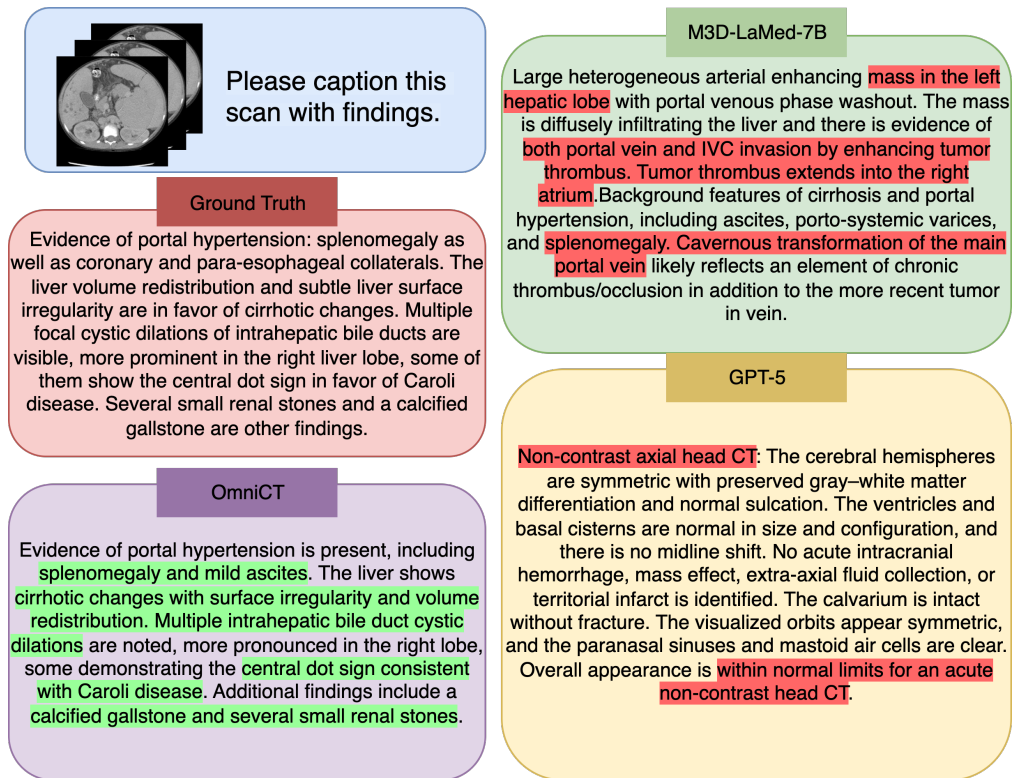 Please caption this
scan with findings.
Ground Truth
Evidence of portal hypertension: splenomegaly as
well as coronary and para-esophageal collaterals. The
liver volume redistribution and subtle liver surface
irregularity are in favor of cirrhotic changes. Multiple
focal cystic dilations of intrahepatic bile ducts are
visible, more prominent in the right liver lobe, some of
them show the central dot sign in favor of Caroli
disease. Several small renal stones and a calcified
gallstone are other findings.
OmniCT
Evidence of portal hypertension is present, including
splenomegaly and mild ascites. The liver shows
cirrhotic changes with surface irregularity and volume
redistribution. Multiple intrahepatic bile duct cystic
dilations are noted, more pronounced in the right lobe,
some demonstrating the central dot sign consistent
with Caroli disease. Additional findings include a
calcified gallstone and several small renal stones.
M3D-LaMed-7B
Large heterogeneous arterial enhancing mass in the left
hepatic lobe with portal venous phase washout. The mass
is diffusely infiltrating the liver and there is evidence of
both portal vein and IVC invasion by enhancing tumor
thrombus. Tumor thrombus extends into the right
atrium.Background features of cirrhosis and portal
hypertension, including ascites, porto-systemic varices,
and splenomegaly. Cavernous transformation of the main
portal vein likely reflects an element of chronic
thrombus/occlusion in addition to the more recent tumor
in vein.
GPT-5
Non-contrast axial head CT: The cerebral hemispheres
are symmetric with preserved gray–white matter
differentiation and normal sulcation. The ventricles and
basal cisterns are normal in size and configuration, and
there is no midline shift. No acute intracranial
hemorrhage, mass effect, extra-axial fluid collection, or
territorial infarct is identified. The calvarium is intact
without fracture. The visualized orbits appear symmetric,
and the paranasal sinuses and mastoid air cells are clear.
Overall appearance is within normal limits for an acute
non-contrast head CT.